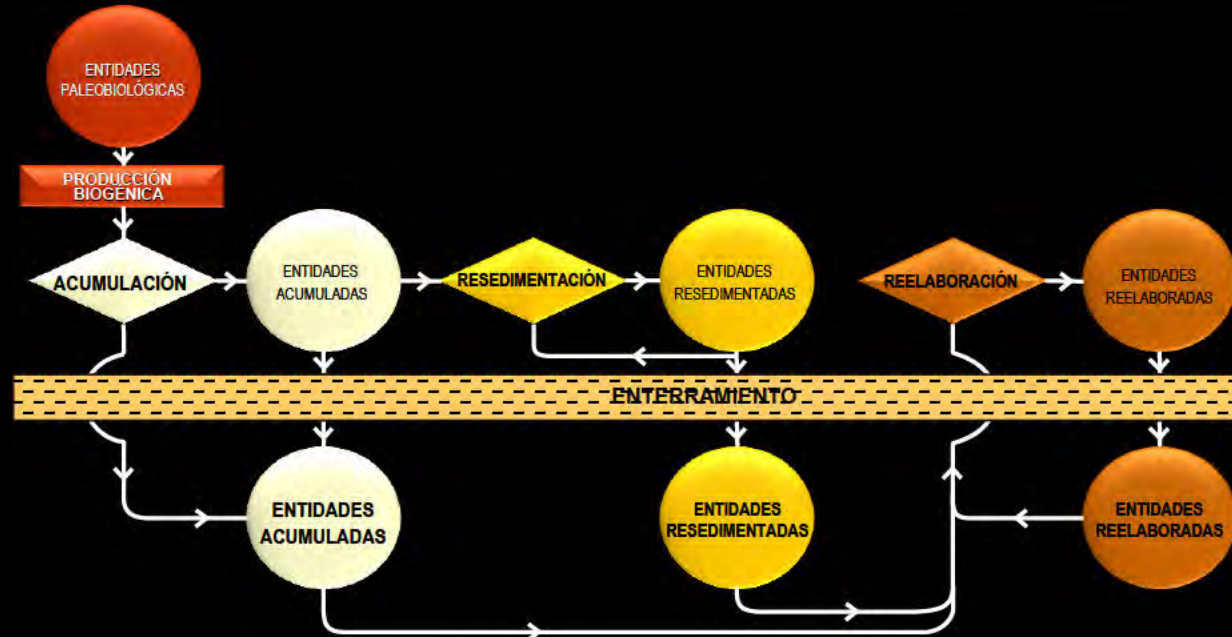 ENTIDADES
PALEOBIOLÓGICAS
PRODUCCIÓN
BIOGÉNICA
ACUMULACIÓN
ENTIDADES
ACUMULADAS
RESEDIMENTACIÓN
ENTIDADES
RESEDIMENTADAS
REELABORACIÓN
ENTIDADES
REELABORADAS
ENTERRAMIENTO
ENTIDADES
ACUMULADAS
ENTIDADES
RESEDIMENTADAS
ENTIDADES
REELABORADAS